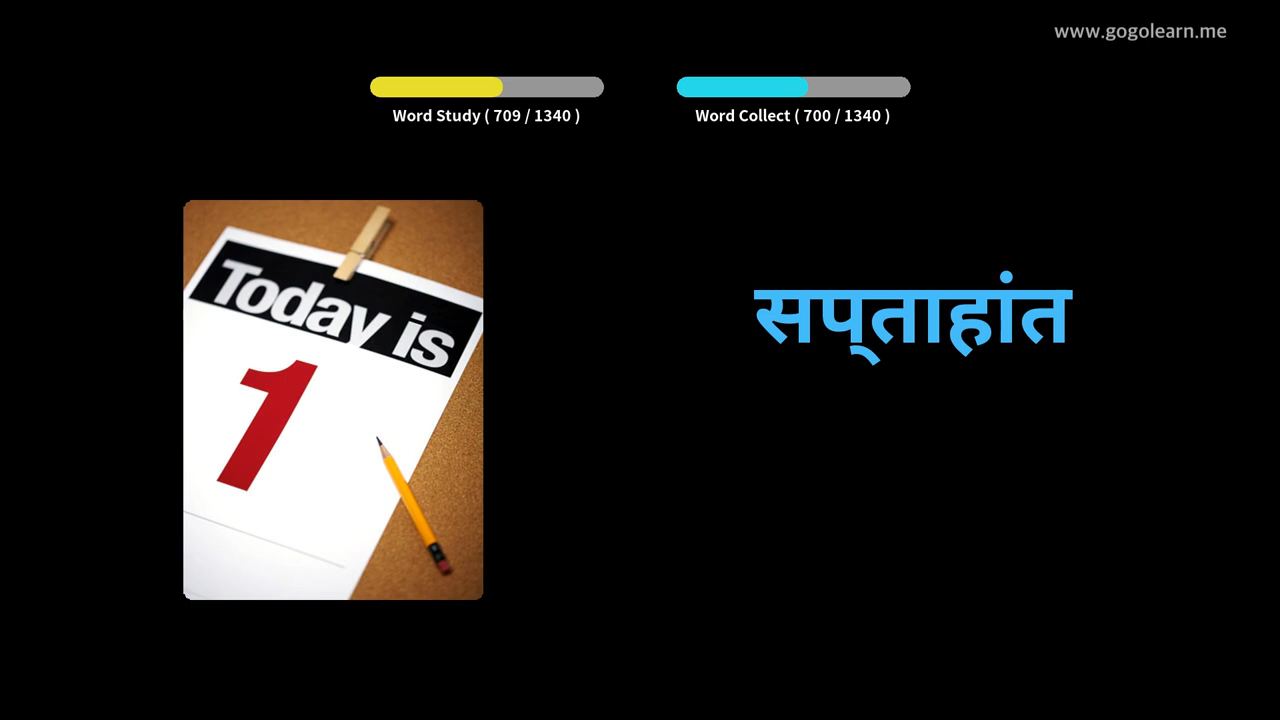 www.gogolearn.me
Word Study ( 709 / 1340 )
Word Collect ( 700 / 1340 )
Today is
1
सप्ताहांत